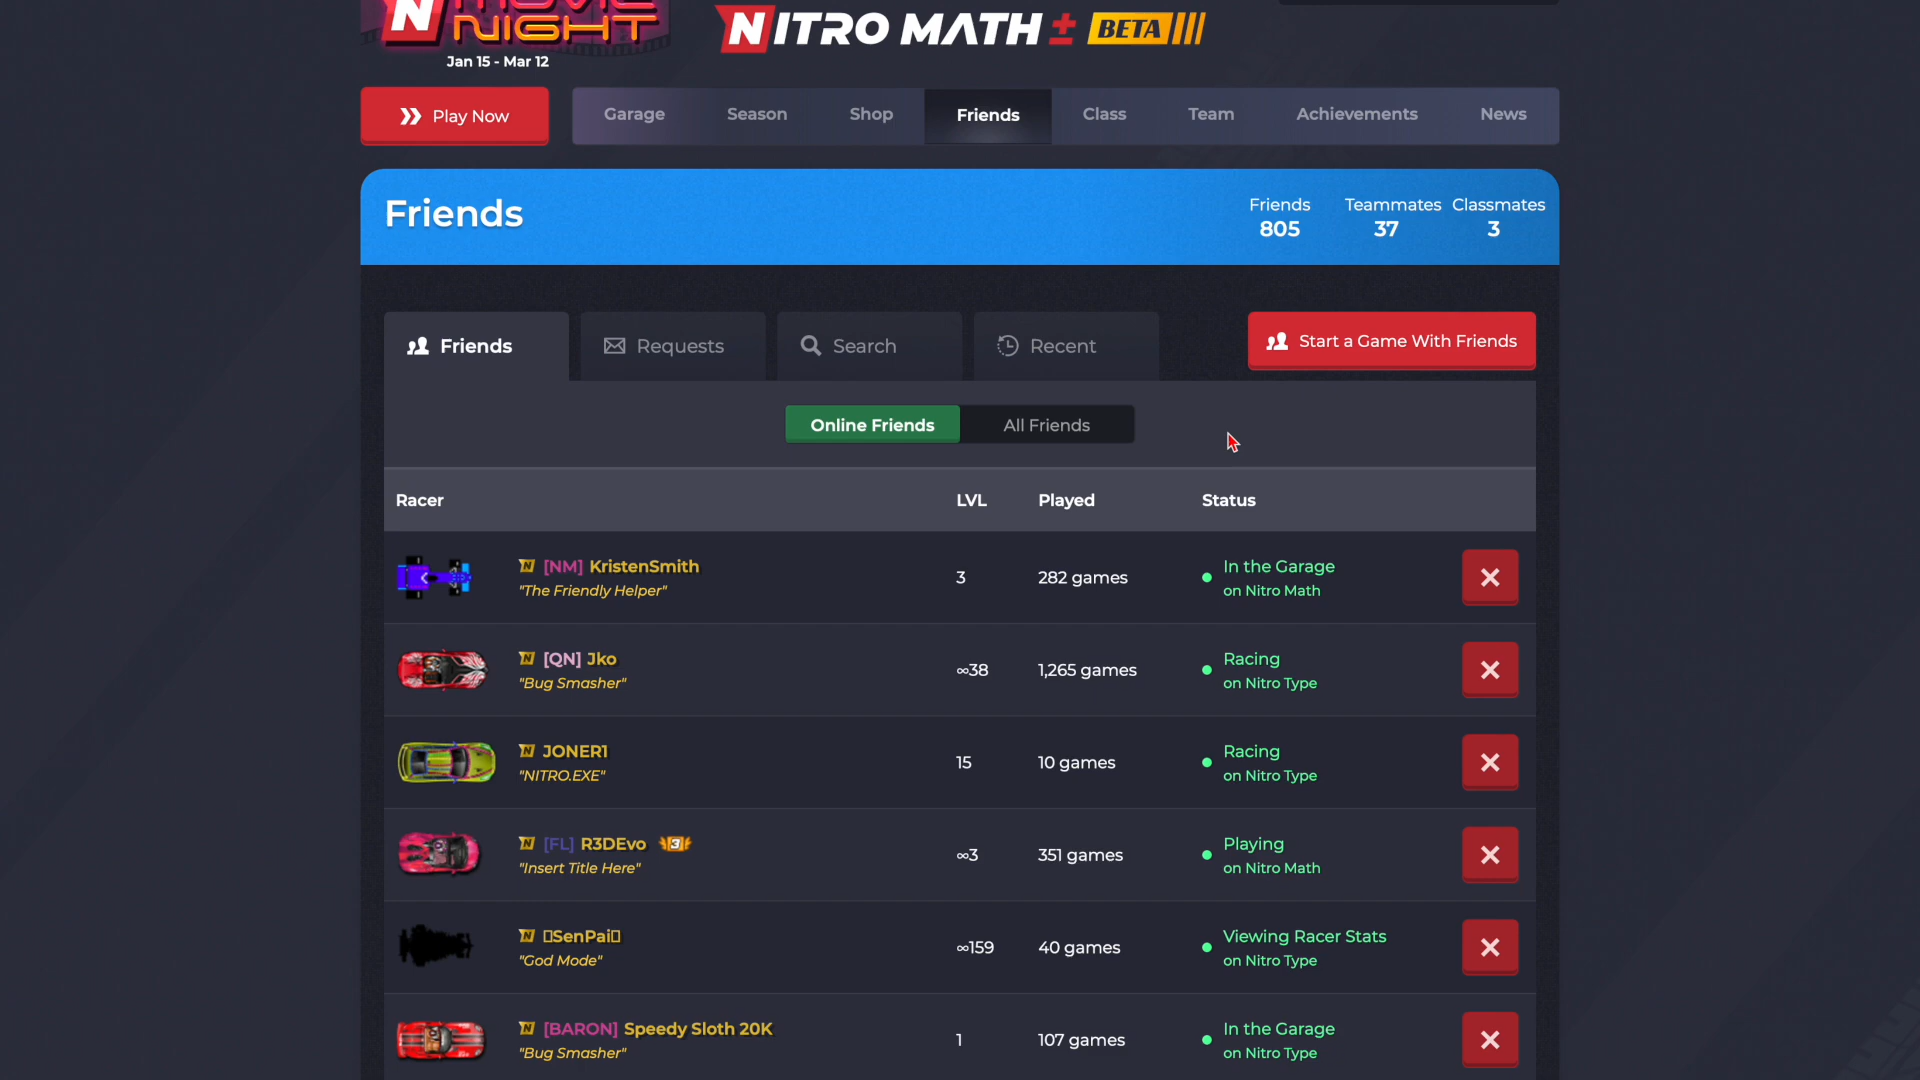 MOVIE
NIGHT
Jan 15 - Mar 12
NITRO MATH ± BETA
Play Now
Garage
Season
Shop
Friends
Class
Team
Achievements
News
Friends
Friends
805
Teammates
37
Classmates
3
Friends
Requests
Search
Recent
Start a Game With Friends
Online Friends
All Friends
Racer LVL Played Status
[NM] KristenSmith
"The Friendly Helper"
3
282 games
In the Garage
on Nitro Math
[QN] Jko
"Bug Smasher"
∞38
1,265 games
Racing
on Nitro Type
JONER1
"NITRO.EXE"
15
10 games
Racing
on Nitro Type
[FL] R3DEvo 3
"Insert Title Here"
∞3
351 games
Playing
on Nitro Math
▯SenPai▯
"God Mode"
∞159
40 games
Viewing Racer Stats
on Nitro Type
[BARON] Speedy Sloth 20K
"Bug Smasher"
1
107 games
In the Garage
on Nitro Type